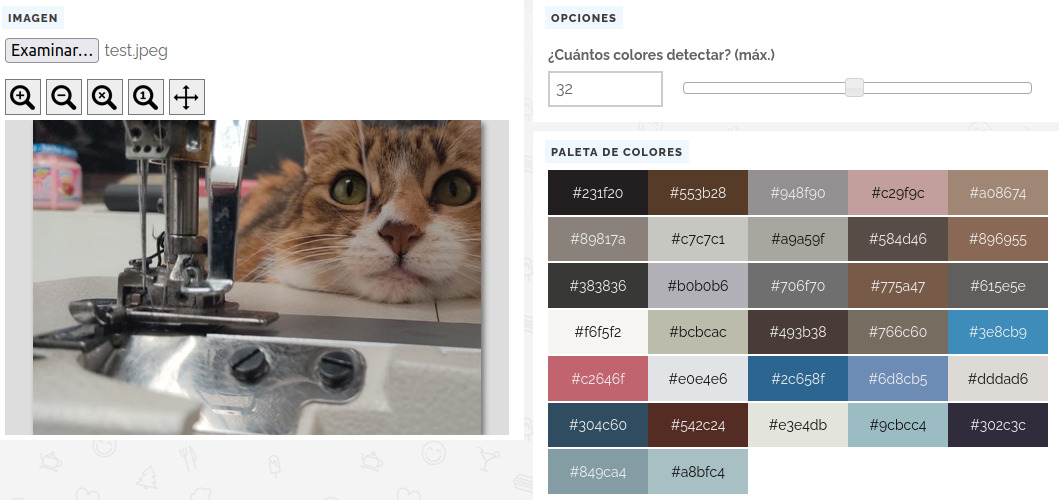 IMAGEN
Examinar... test.jpeg
OPCIONES
¿Cuántos colores detectar? (máx.)
32
PALETA DE COLORES
#231f20 #553b28 #948f90 #c29f9c #a08674
#89817a #c7c7c1 #a9a59f #584d46 #896955
#383836 #b0b0b6 #706f70 #775a47 #615e5e
#f6f5f2 #bcbcac #493b38 #766c60 #3e8cb9
#c2646f #e0e4e6 #2c658f #6d8cb5 #dddad6
#304c60 #542c24 #e3e4db #9cbcc4 #302c3c
#849ca4 #a8bfc4